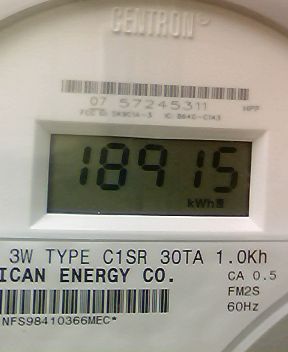 CENTRON®
07 57245311
HPP
18915
kWh
3W TYPE C1SR 30TA 1.0Kh
ICAN ENERGY CO. CA 0.5
FM2S
60Hz
NFS98410366MEC*